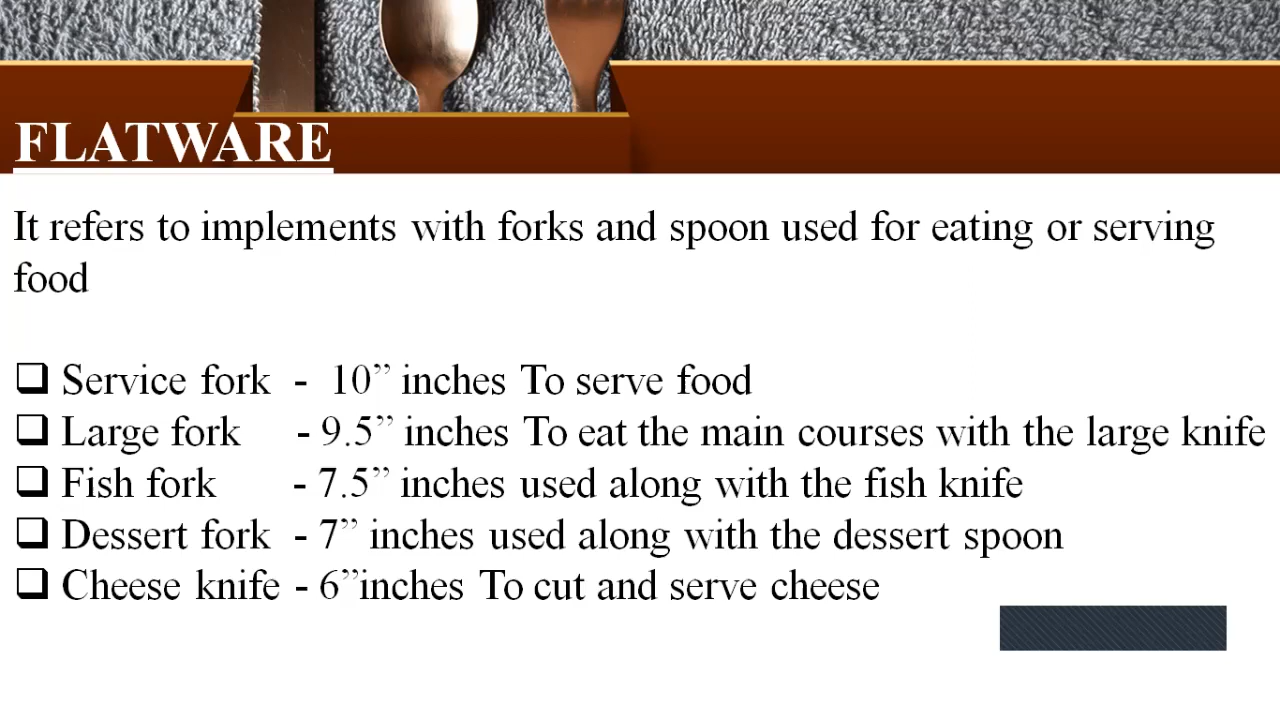 FLATWARE
It refers to implements with forks and spoon used for eating or serving
food
❑ Service fork - 10” inches To serve food
❑ Large fork - 9.5” inches To eat the main courses with the large knife
❑ Fish fork - 7.5” inches used along with the fish knife
❑ Dessert fork - 7” inches used along with the dessert spoon
❑ Cheese knife - 6”inches To cut and serve cheese